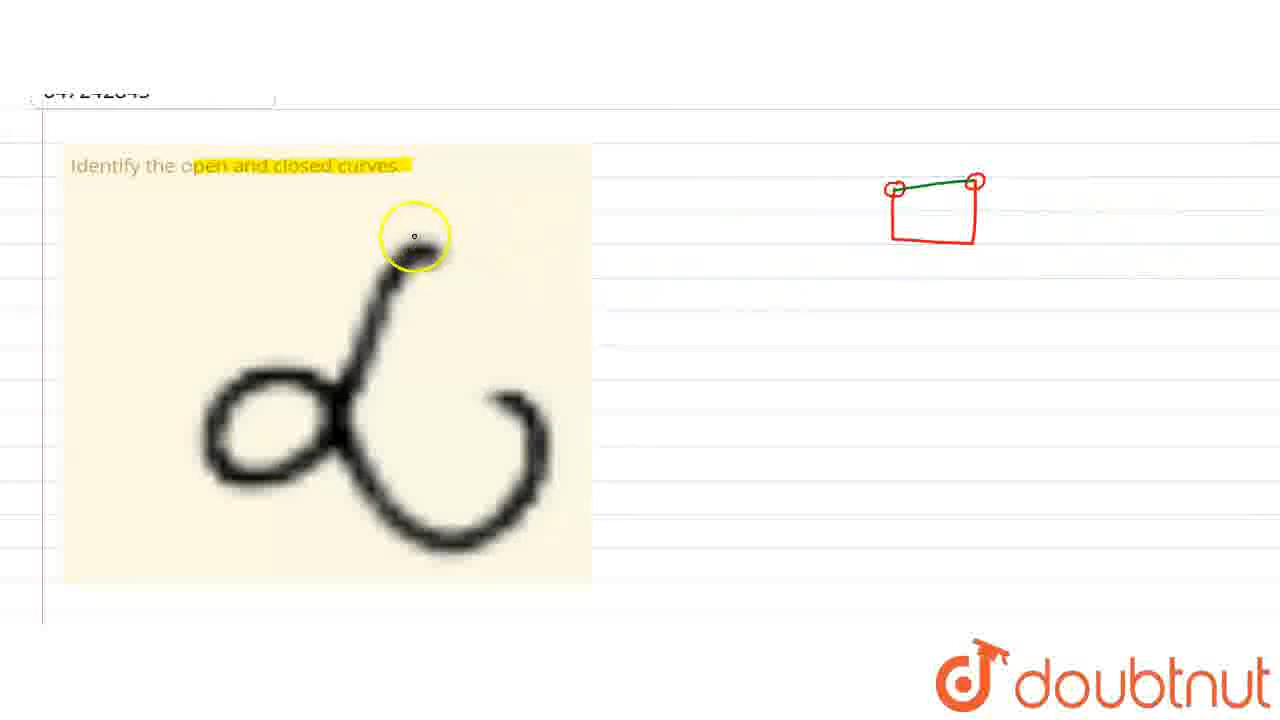 Identify the open and closed curves.
doubtnut